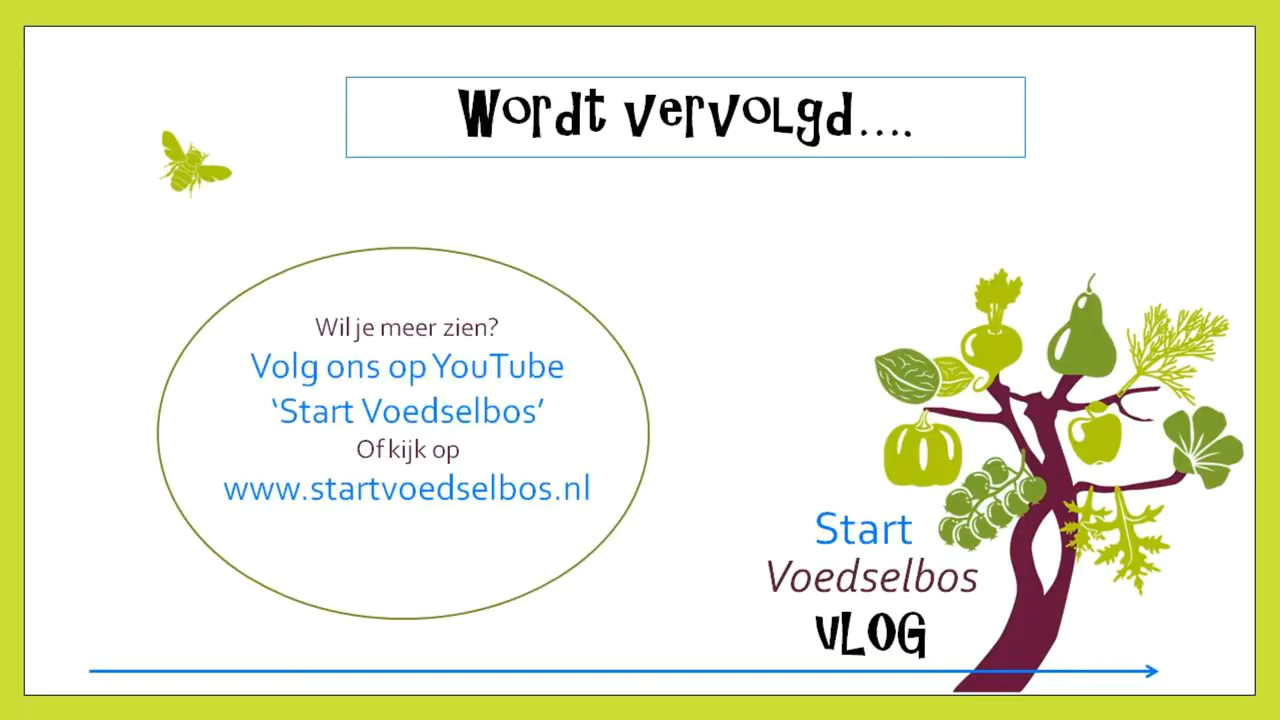 Wordt vervolgd....
Wil je meer zien?
Volg ons op YouTube
‘Start Voedselbos’
Of kijk op
www.startvoedselbos.nl
Start
Voedselbos
VLOG